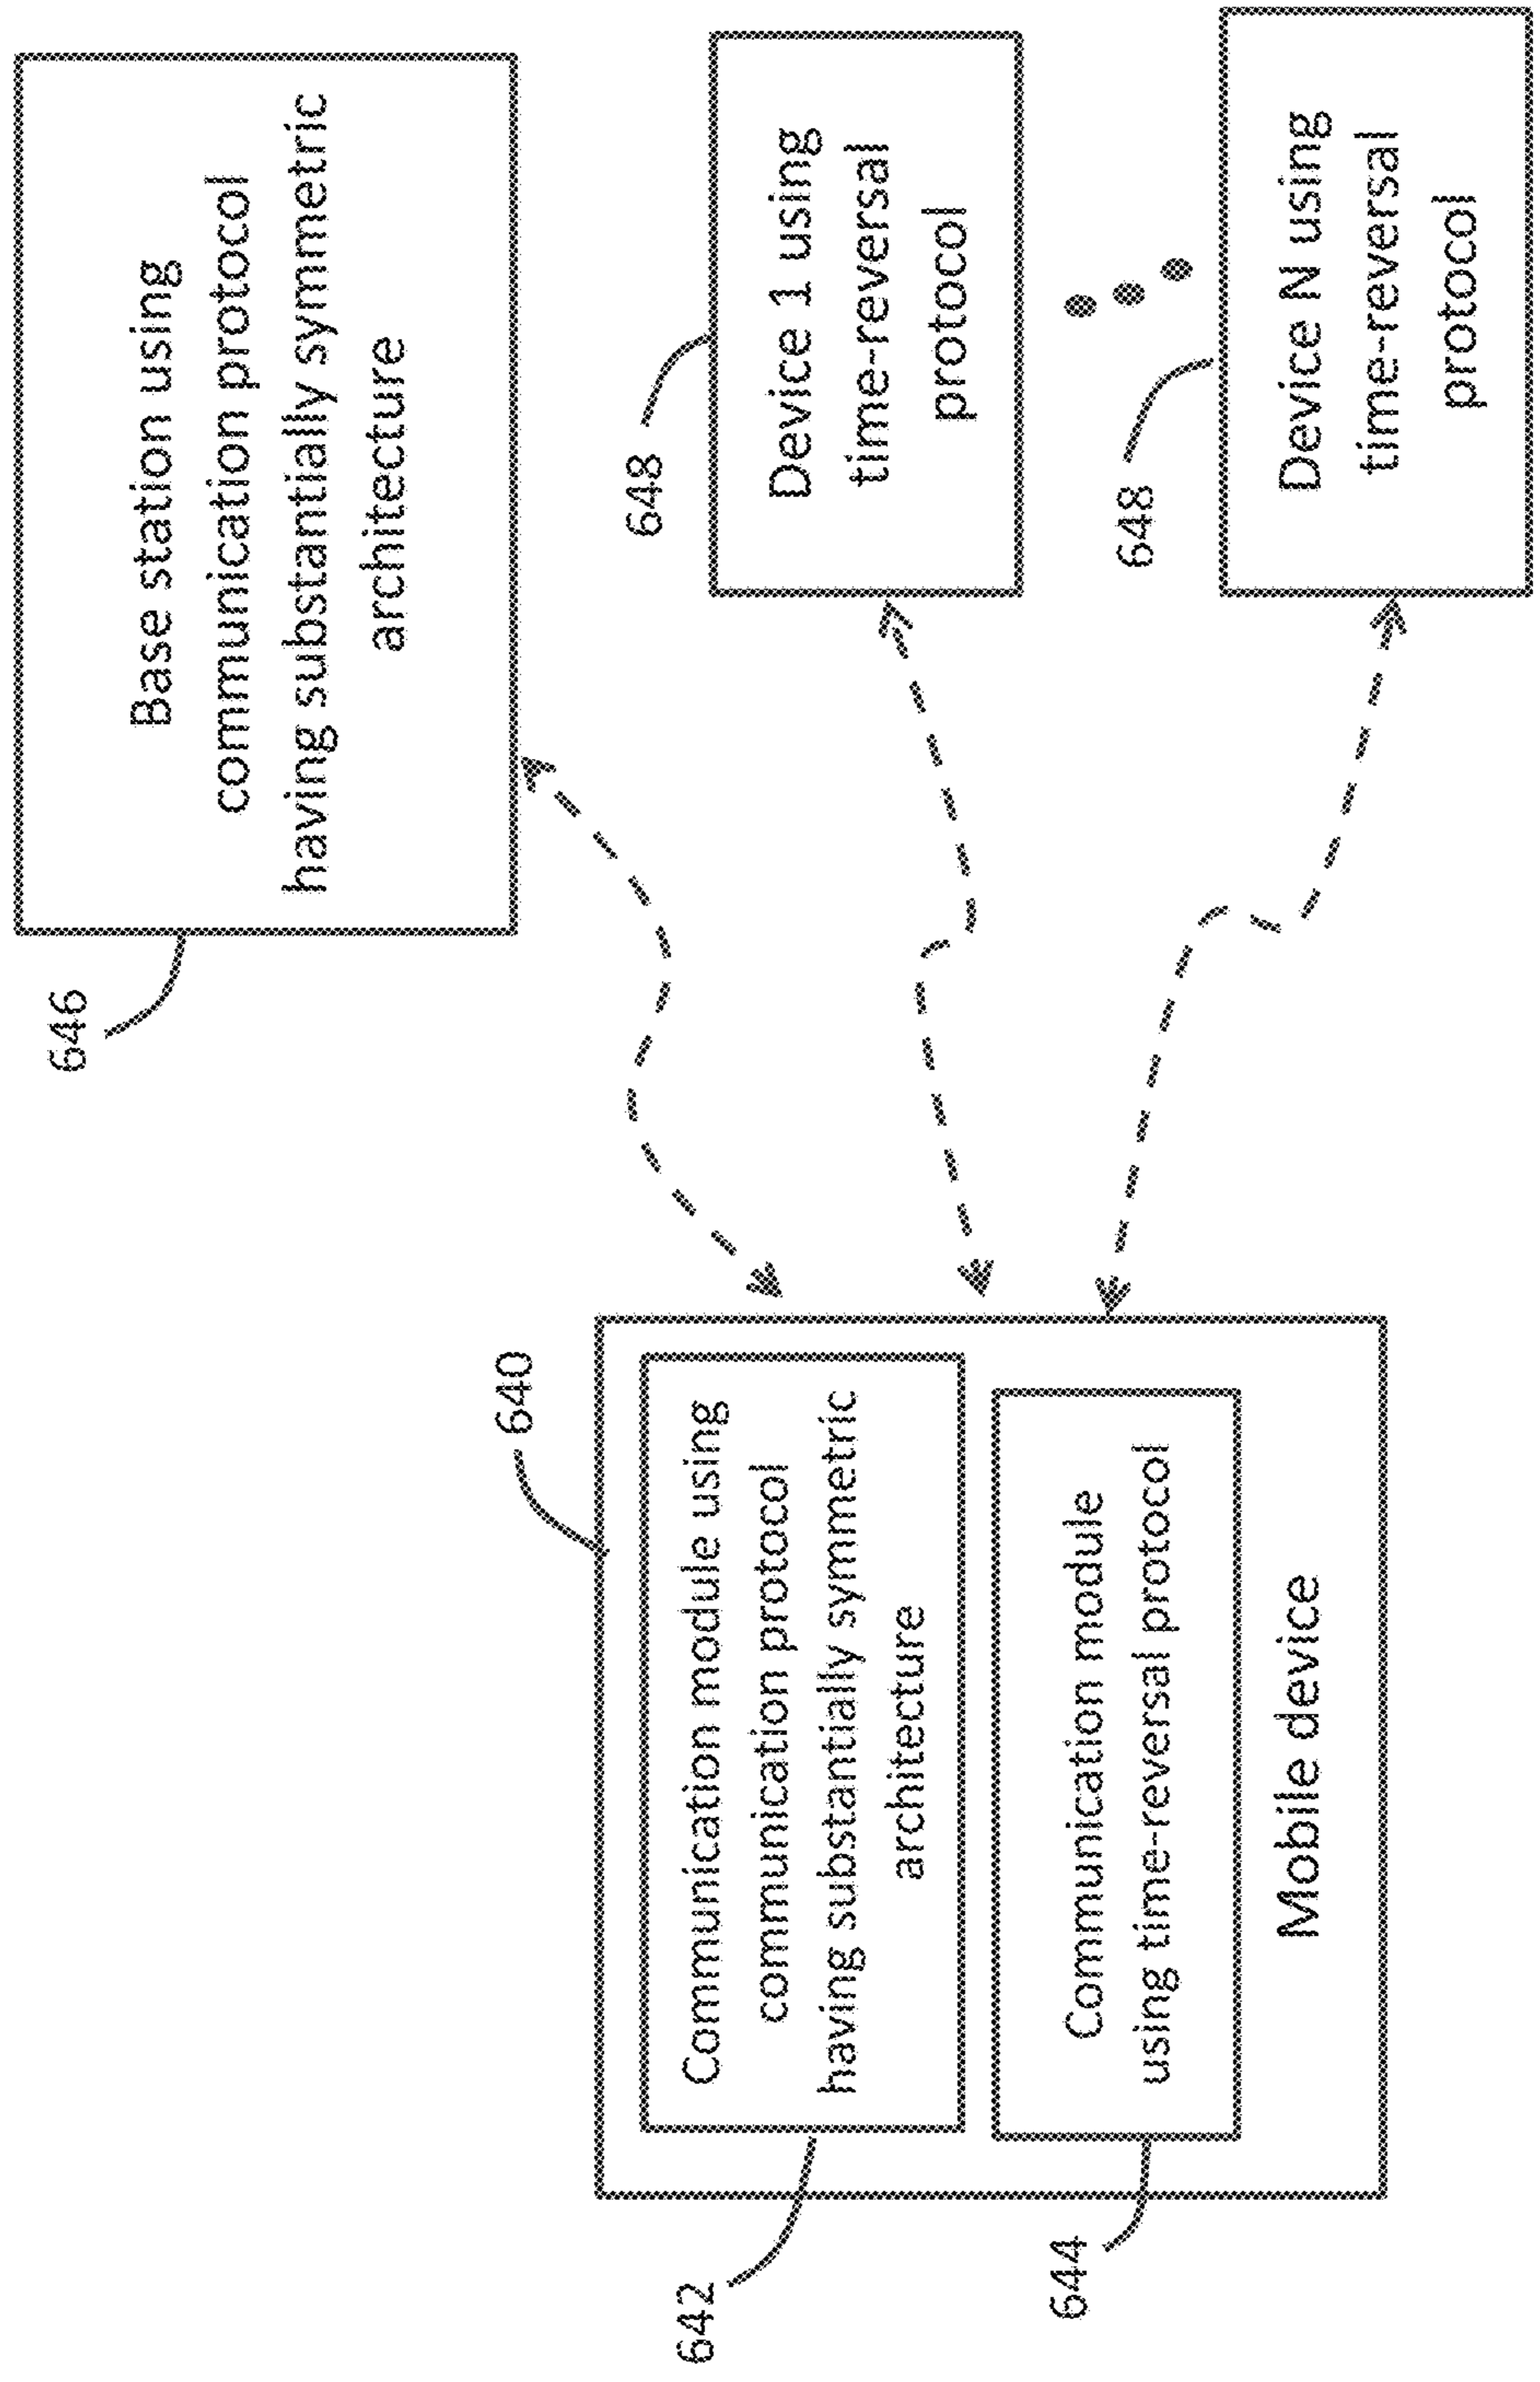 646
Base station using
communication protocol
having substantially symmetric
architecture
640
642
Communication module using
communication protocol
having substantially symmetric
architecture
644
Communication module
using time-reversal protocol
Mobile device
648
Device 1 using
time-reversal
protocol
648
Device N using
time-reversal
protocol